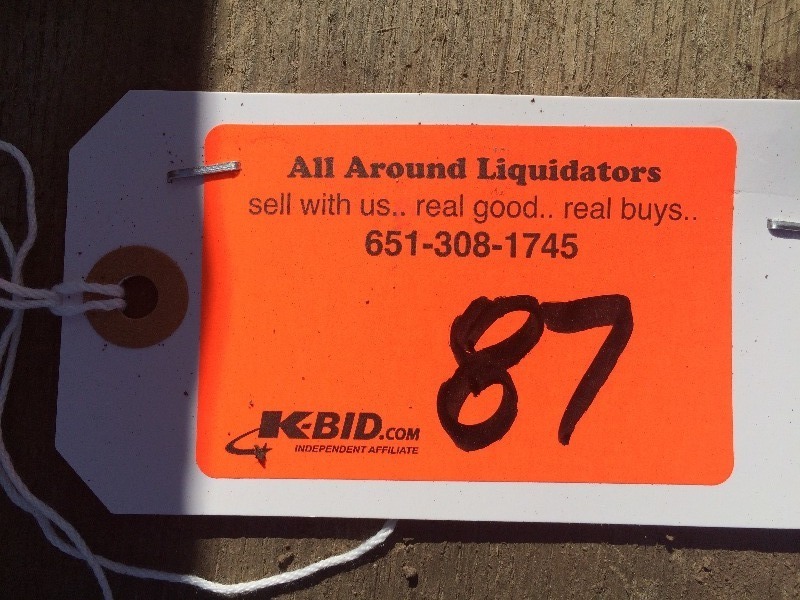 All Around Liquidators
sell with us.. real good.. real buys..
651-308-1745
87
K-BID.COM
INDEPENDENT AFFILIATE